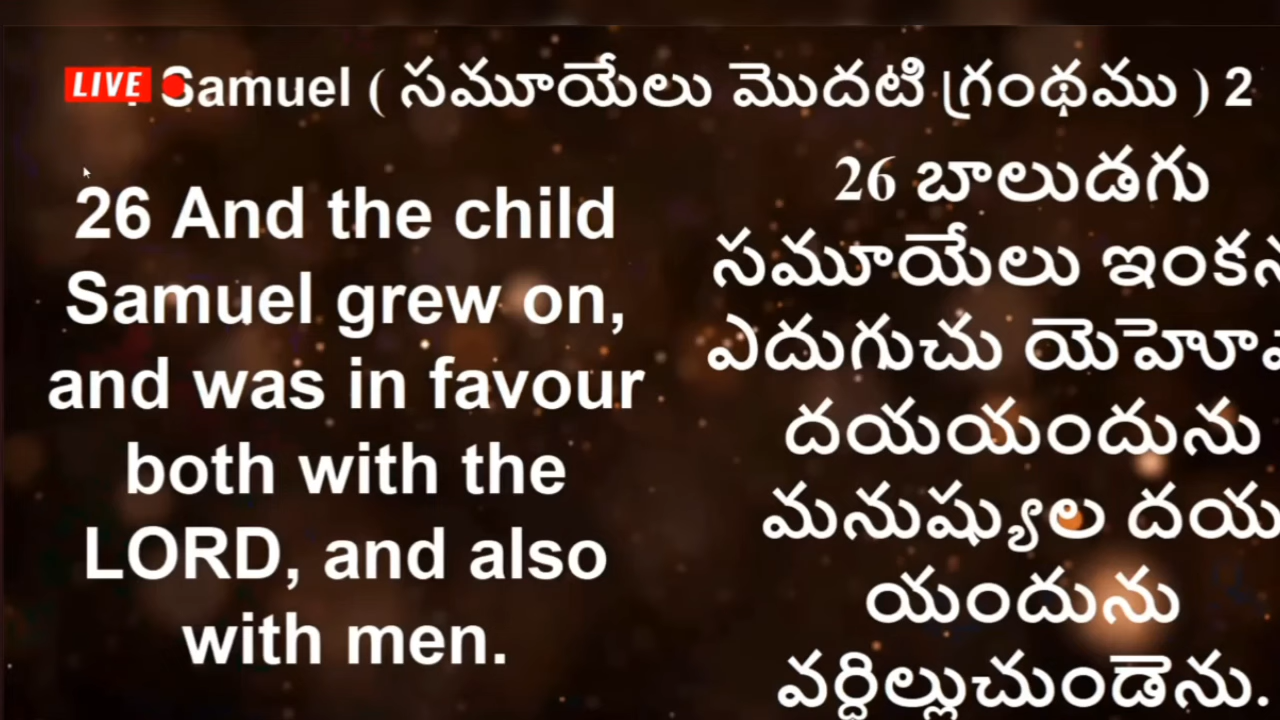 LIVE Samuel ( సమూయేలు మొదటి గ్రంథము ) 2
26 And the child
Samuel grew on,
and was in favour
both with the
LORD, and also
with men.
26 బాలుడగు
సమూయేలు
ఎదుగుచు
దయయందును
మనుష్యుల దయ
యందును
వర్ధిల్లుచుండెను.